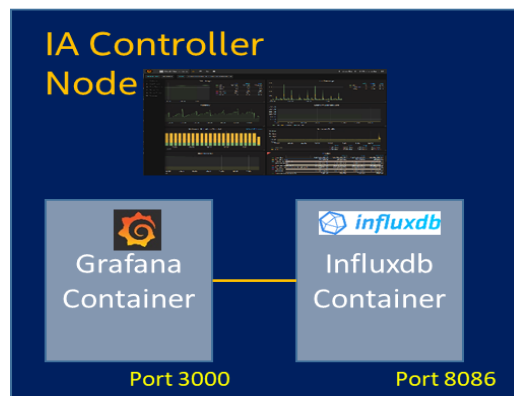 IA Controller
Node
influxdb
Grafana
Container
Influxdb
Container
Port 3000
Port 8086